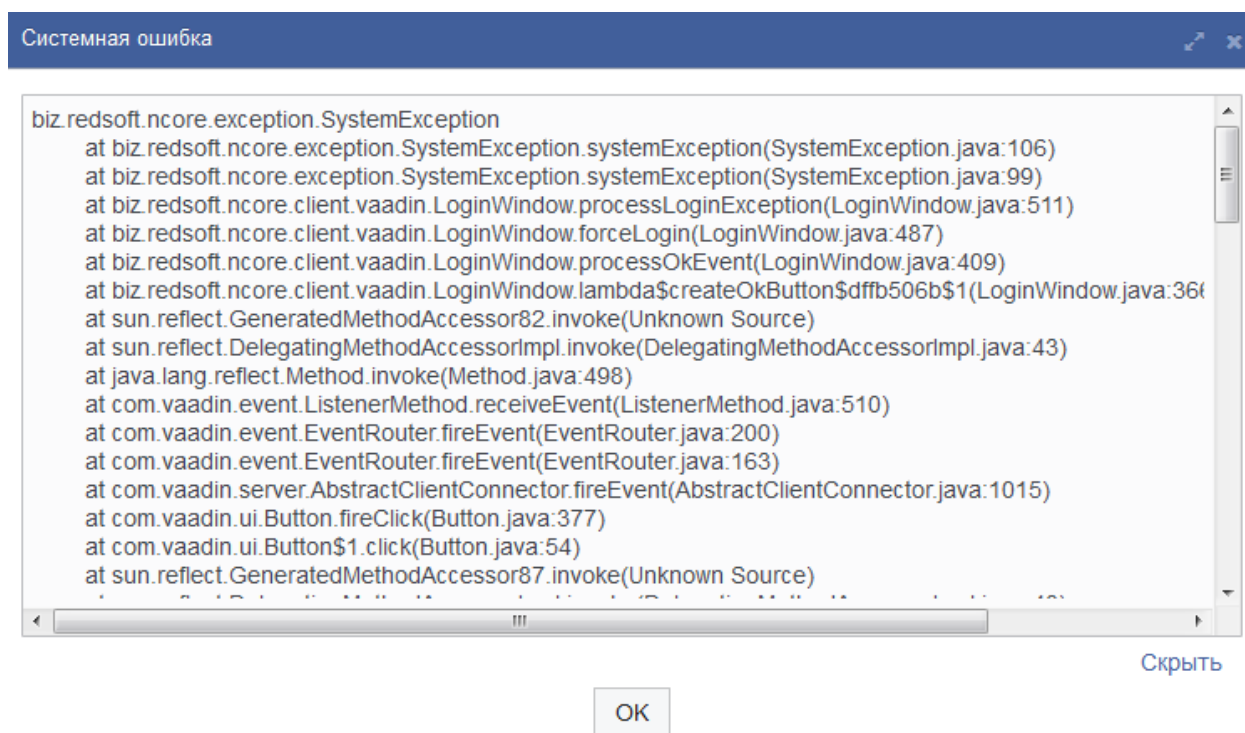 Системная ошибка
biz.redsoft.ncore.exception.SystemException
at biz.redsoft.ncore.exception.SystemException.systemException(SystemException.java:106)
at biz.redsoft.ncore.exception.SystemException.systemException(SystemException.java:99)
at biz.redsoft.ncore.client.vaadin.LoginWindow.processLoginException(LoginWindow.java:511)
at biz.redsoft.ncore.client.vaadin.LoginWindow.forceLogin(LoginWindow.java:487)
at biz.redsoft.ncore.client.vaadin.LoginWindow.processOkEvent(LoginWindow.java:409)
at biz.redsoft.ncore.client.vaadin.LoginWindow.lambda$createOkButton$dffb506b$1(LoginWindow.java:366
at sun.reflect.GeneratedMethodAccessor82.invoke(Unknown Source)
at sun.reflect.DelegatingMethodAccessorImpl.invoke(DelegatingMethodAccessorImpl.java:43)
at java.lang.reflect.Method.invoke(Method.java:498)
at com.vaadin.event.ListenerMethod.receiveEvent(ListenerMethod.java:510)
at com.vaadin.event.EventRouter.fireEvent(EventRouter.java:200)
at com.vaadin.event.EventRouter.fireEvent(EventRouter.java:163)
at com.vaadin.server.AbstractClientConnector.fireEvent(AbstractClientConnector.java:1015)
at com.vaadin.ui.Button.fireClick(Button.java:377)
at com.vaadin.ui.Button$1.click(Button.java:54)
at sun.reflect.GeneratedMethodAccessor87.invoke(Unknown Source)
Скрыть
OK